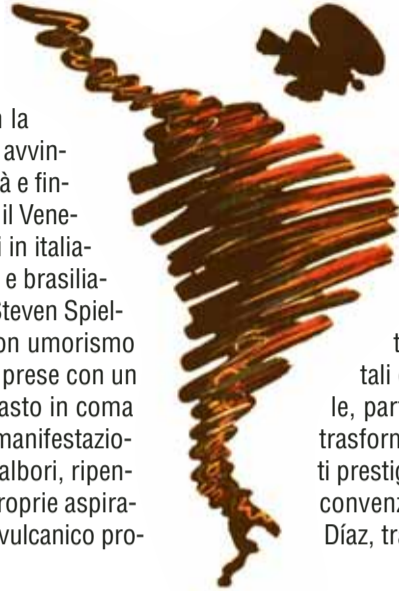 n la
avvin-
à e fin-
il Vene-
i in italia-
e brasilia-
Steven Spiel-
on umorismo
prese con un
asto in coma
manifestazio-
albori, ripen-
roprie aspira-
vulcanico pro-
t
tali
le, par
trasforn
ti prestig
convenz
Díaz, tra